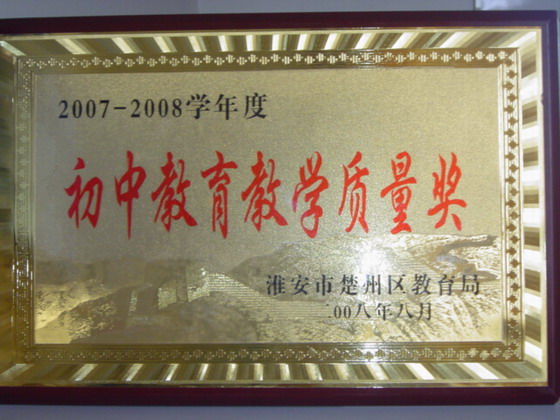 2007-2008学年度
初中教育教学质量奖
淮安市楚州区教育局
二00八年八月